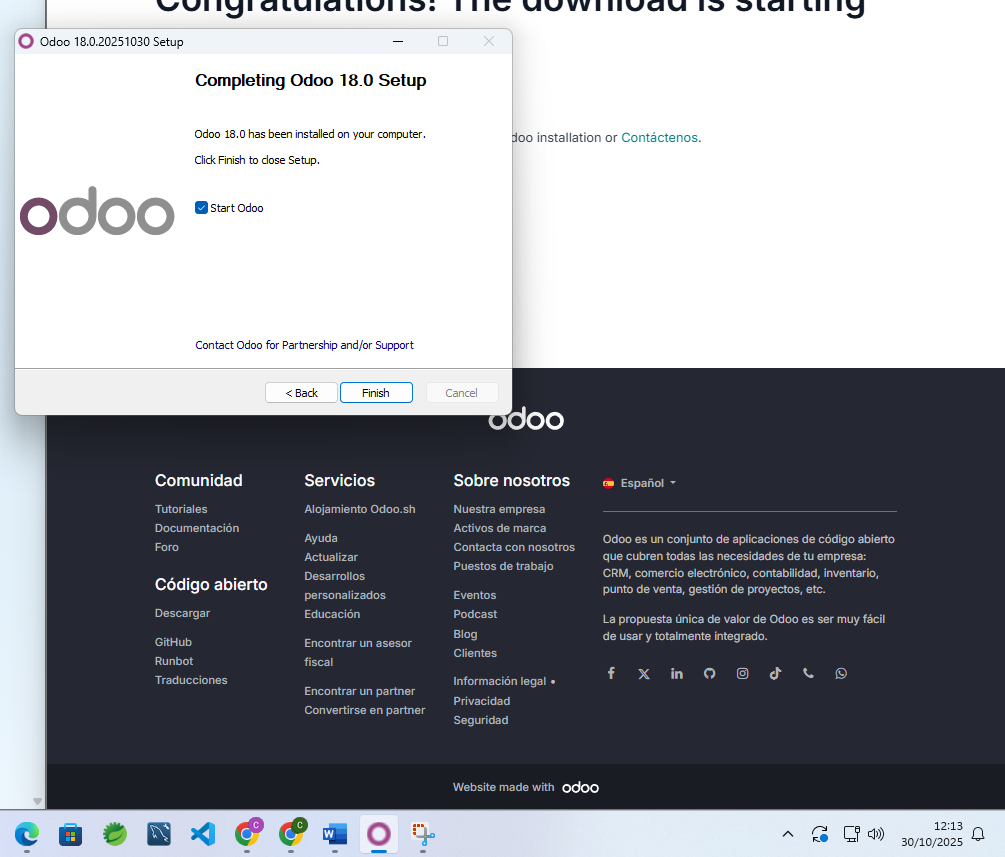 Congratulations! The download is starting
Odoo 18.0.20251030 Setup
Completing Odoo 18.0 Setup
Odoo 18.0 has been installed on your computer.
Click Finish to close Setup.
odoo
Start Odoo
Contact Odoo for Partnership and/or Support
< Back
Finish
Cancel
doo installation or Contáctenos.
odoo
Comunidad
Tutoriales
Documentación
Foro
Código abierto
Descargar
GitHub
Runbot
Traducciones
Servicios
Alojamiento Odoo.sh
Ayuda
Actualizar
Desarrollos
personalizados
Educación
Encontrar un asesor
fiscal
Encontrar un partner
Convertirse en partner
Sobre nosotros
Nuestra empresa
Activos de marca
Contacta con nosotros
Puestos de trabajo
Eventos
Podcast
Blog
Clientes
Información legal •
Privacidad
Seguridad
Español
Odoo es un conjunto de aplicaciones de código abierto
que cubren todas las necesidades de tu empresa:
CRM, comercio electrónico, contabilidad, inventario,
punto de venta, gestión de proyectos, etc.
La propuesta única de valor de Odoo es ser muy fácil
de usar y totalmente integrado.
Website made with odoo
C
C
W
12:13
30/10/2025